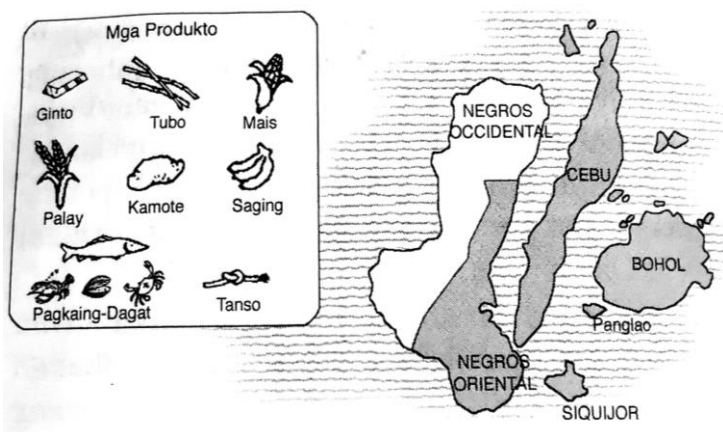 Mga Produkto
Ginto
Tubo
Mais
Palay
Kamote
Saging
Pagkaing-Dagat
Tanso
NEGROS
OCCIDENTAL
CEBU
BOHOL
Panglao
NEGROS
ORIENTAL
SIQUIJOR